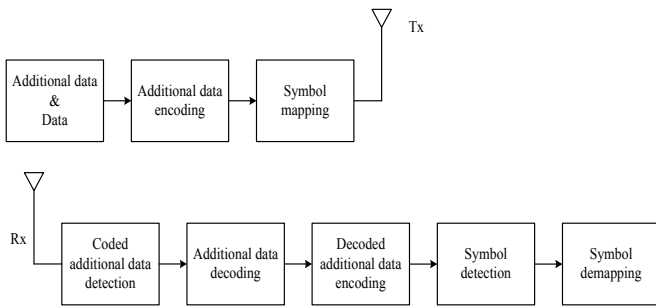 Tx
Additional data
&
Data
Additional data
encoding
Symbol
mapping
Rx
Coded
additional data
detection
Additional data
decoding
Decoded
additional data
encoding
Symbol
detection
Symbol
demapping